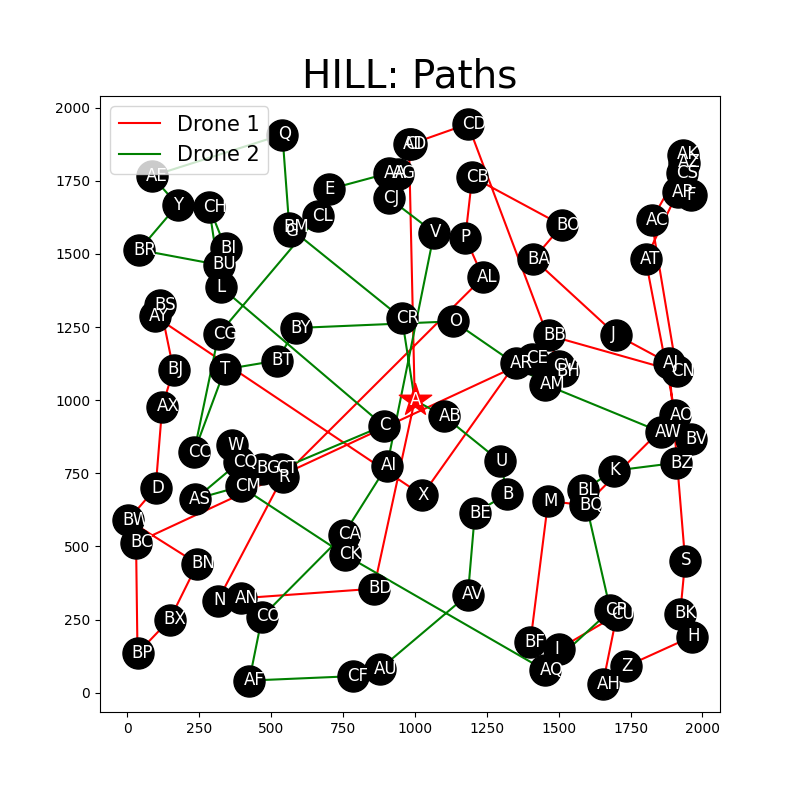 HILL: Paths
Drone 1
Drone 2
2000
1750
1500
1250
1000
750
500
250
0
0
250
500
750
1000
1250
1500
1750
2000
Q
CD
AE
AA
AG
E
CB
AK
AZ
CS
AP
F
Y
CH
CL
CJ
BM
G
V
P
BO
AC
BR
BI
BU
BA
AT
L
AL
BS
AY
CG
BY
CR
O
BB
J
T
BT
BJ
AR
CE
BH
AM
CN
AX
A
AB
C
AW
BV
CC
W
CQ
BG
CT
R
AI
U
K
BZ
D
AS
CM
X
B
M
BL
BQ
BW
BC
BE
CA
CK
S
BN
N
AN
BD
AV
CO
BX
CP
CU
BK
H
BP
BF
I
AQ
Z
AH
AF
CF
AU